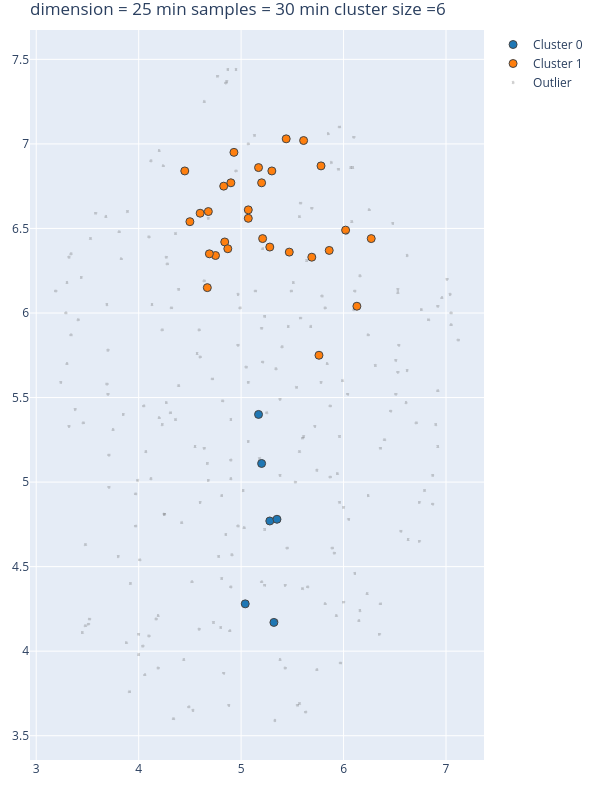 dimension = 25 min samples = 30 min cluster size =6
Cluster 0
Cluster 1
Outlier
7.5
7
6.5
6
5.5
5
4.5
4
3.5
3 4 5 6 7